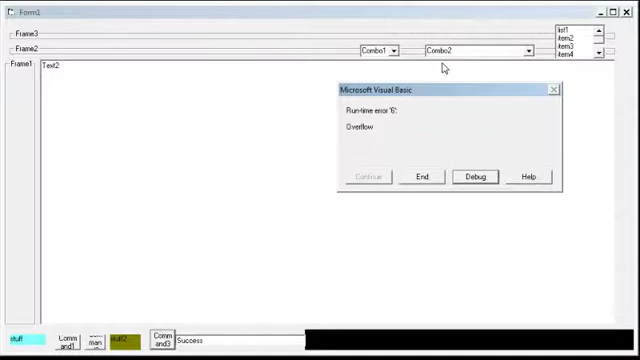 Form1
Frame3
list1
item2
item3
item4
Frame2
Combo1
Combo2
Frame1
Text2
Microsoft Visual Basic
Run-time error '6':
Overflow
Continue
End
Debug
Help
stuff
Comm
and1
man
stuff2
Comm
and3
Success